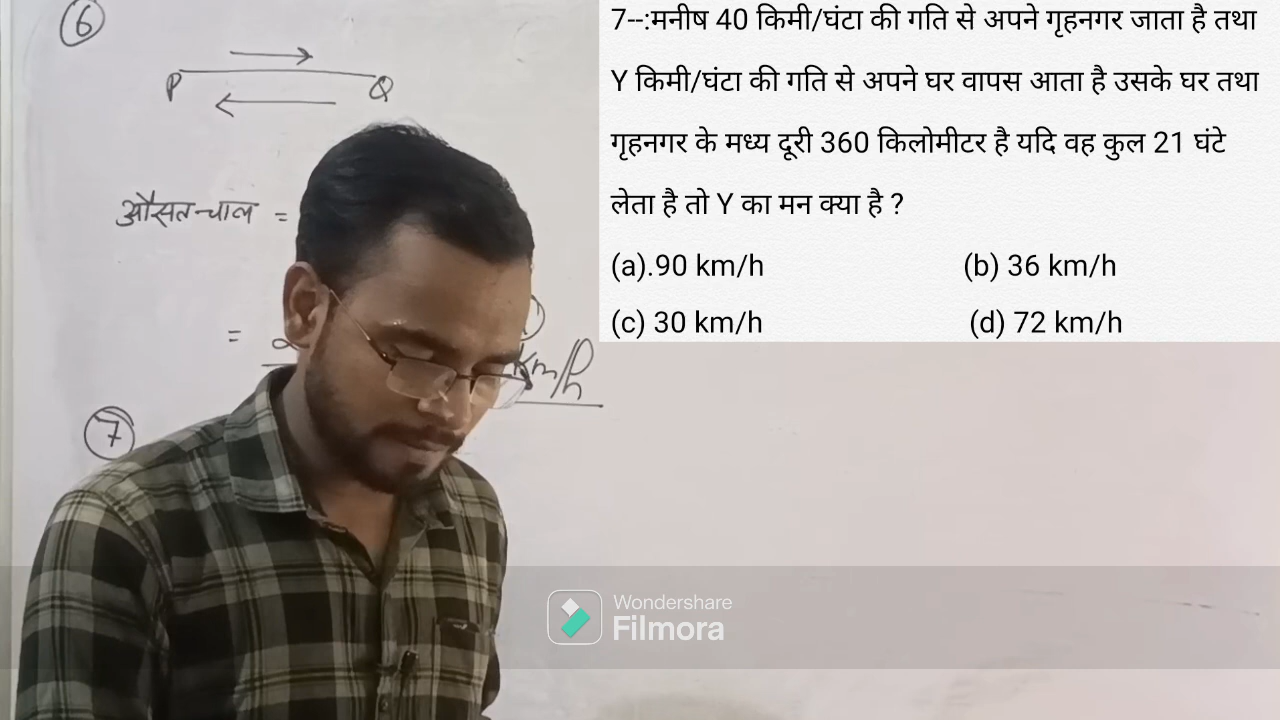 6
P Q
औसत-चाल =
=
km/h
7
7--:मनीष 40 किमी/घंटा की गति से अपने गृहनगर जाता है तथा
Y किमी/घंटा की गति से अपने घर वापस आता है उसके घर तथा
गृहनगर के मध्य दूरी 360 किलोमीटर है यदि वह कुल 21 घंटे
लेता है तो Y का मन क्या है ?
(a).90 km/h (b) 36 km/h
(c) 30 km/h (d) 72 km/h
Wondershare
Filmora